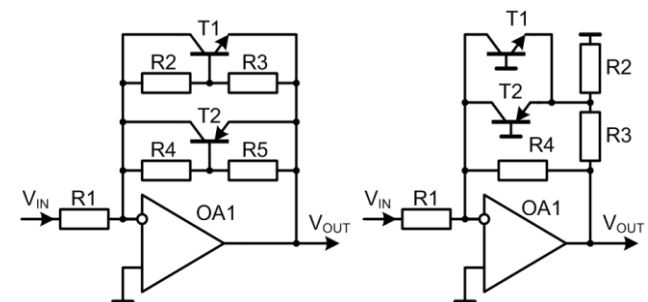 T1
R2 R3
T2
R4 R5
V_IN R1
OA1
V_OUT
T1
R2
T2
R3
R4
V_IN R1
OA1
V_OUT